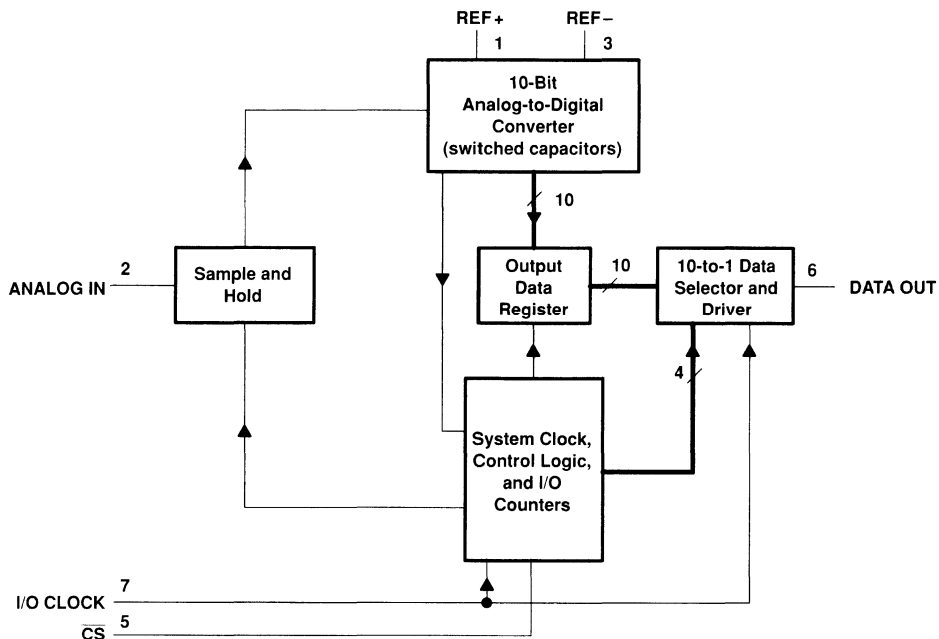 REF+ REF−
1 3
10-Bit
Analog-to-Digital
Converter
(switched capacitors)
10
2
ANALOG IN
Sample and
Hold
Output
Data
Register
10
10-to-1 Data
Selector and
Driver
6
DATA OUT
4
System Clock,
Control Logic,
and I/O
Counters
7
I/O CLOCK
5
C̅S̅